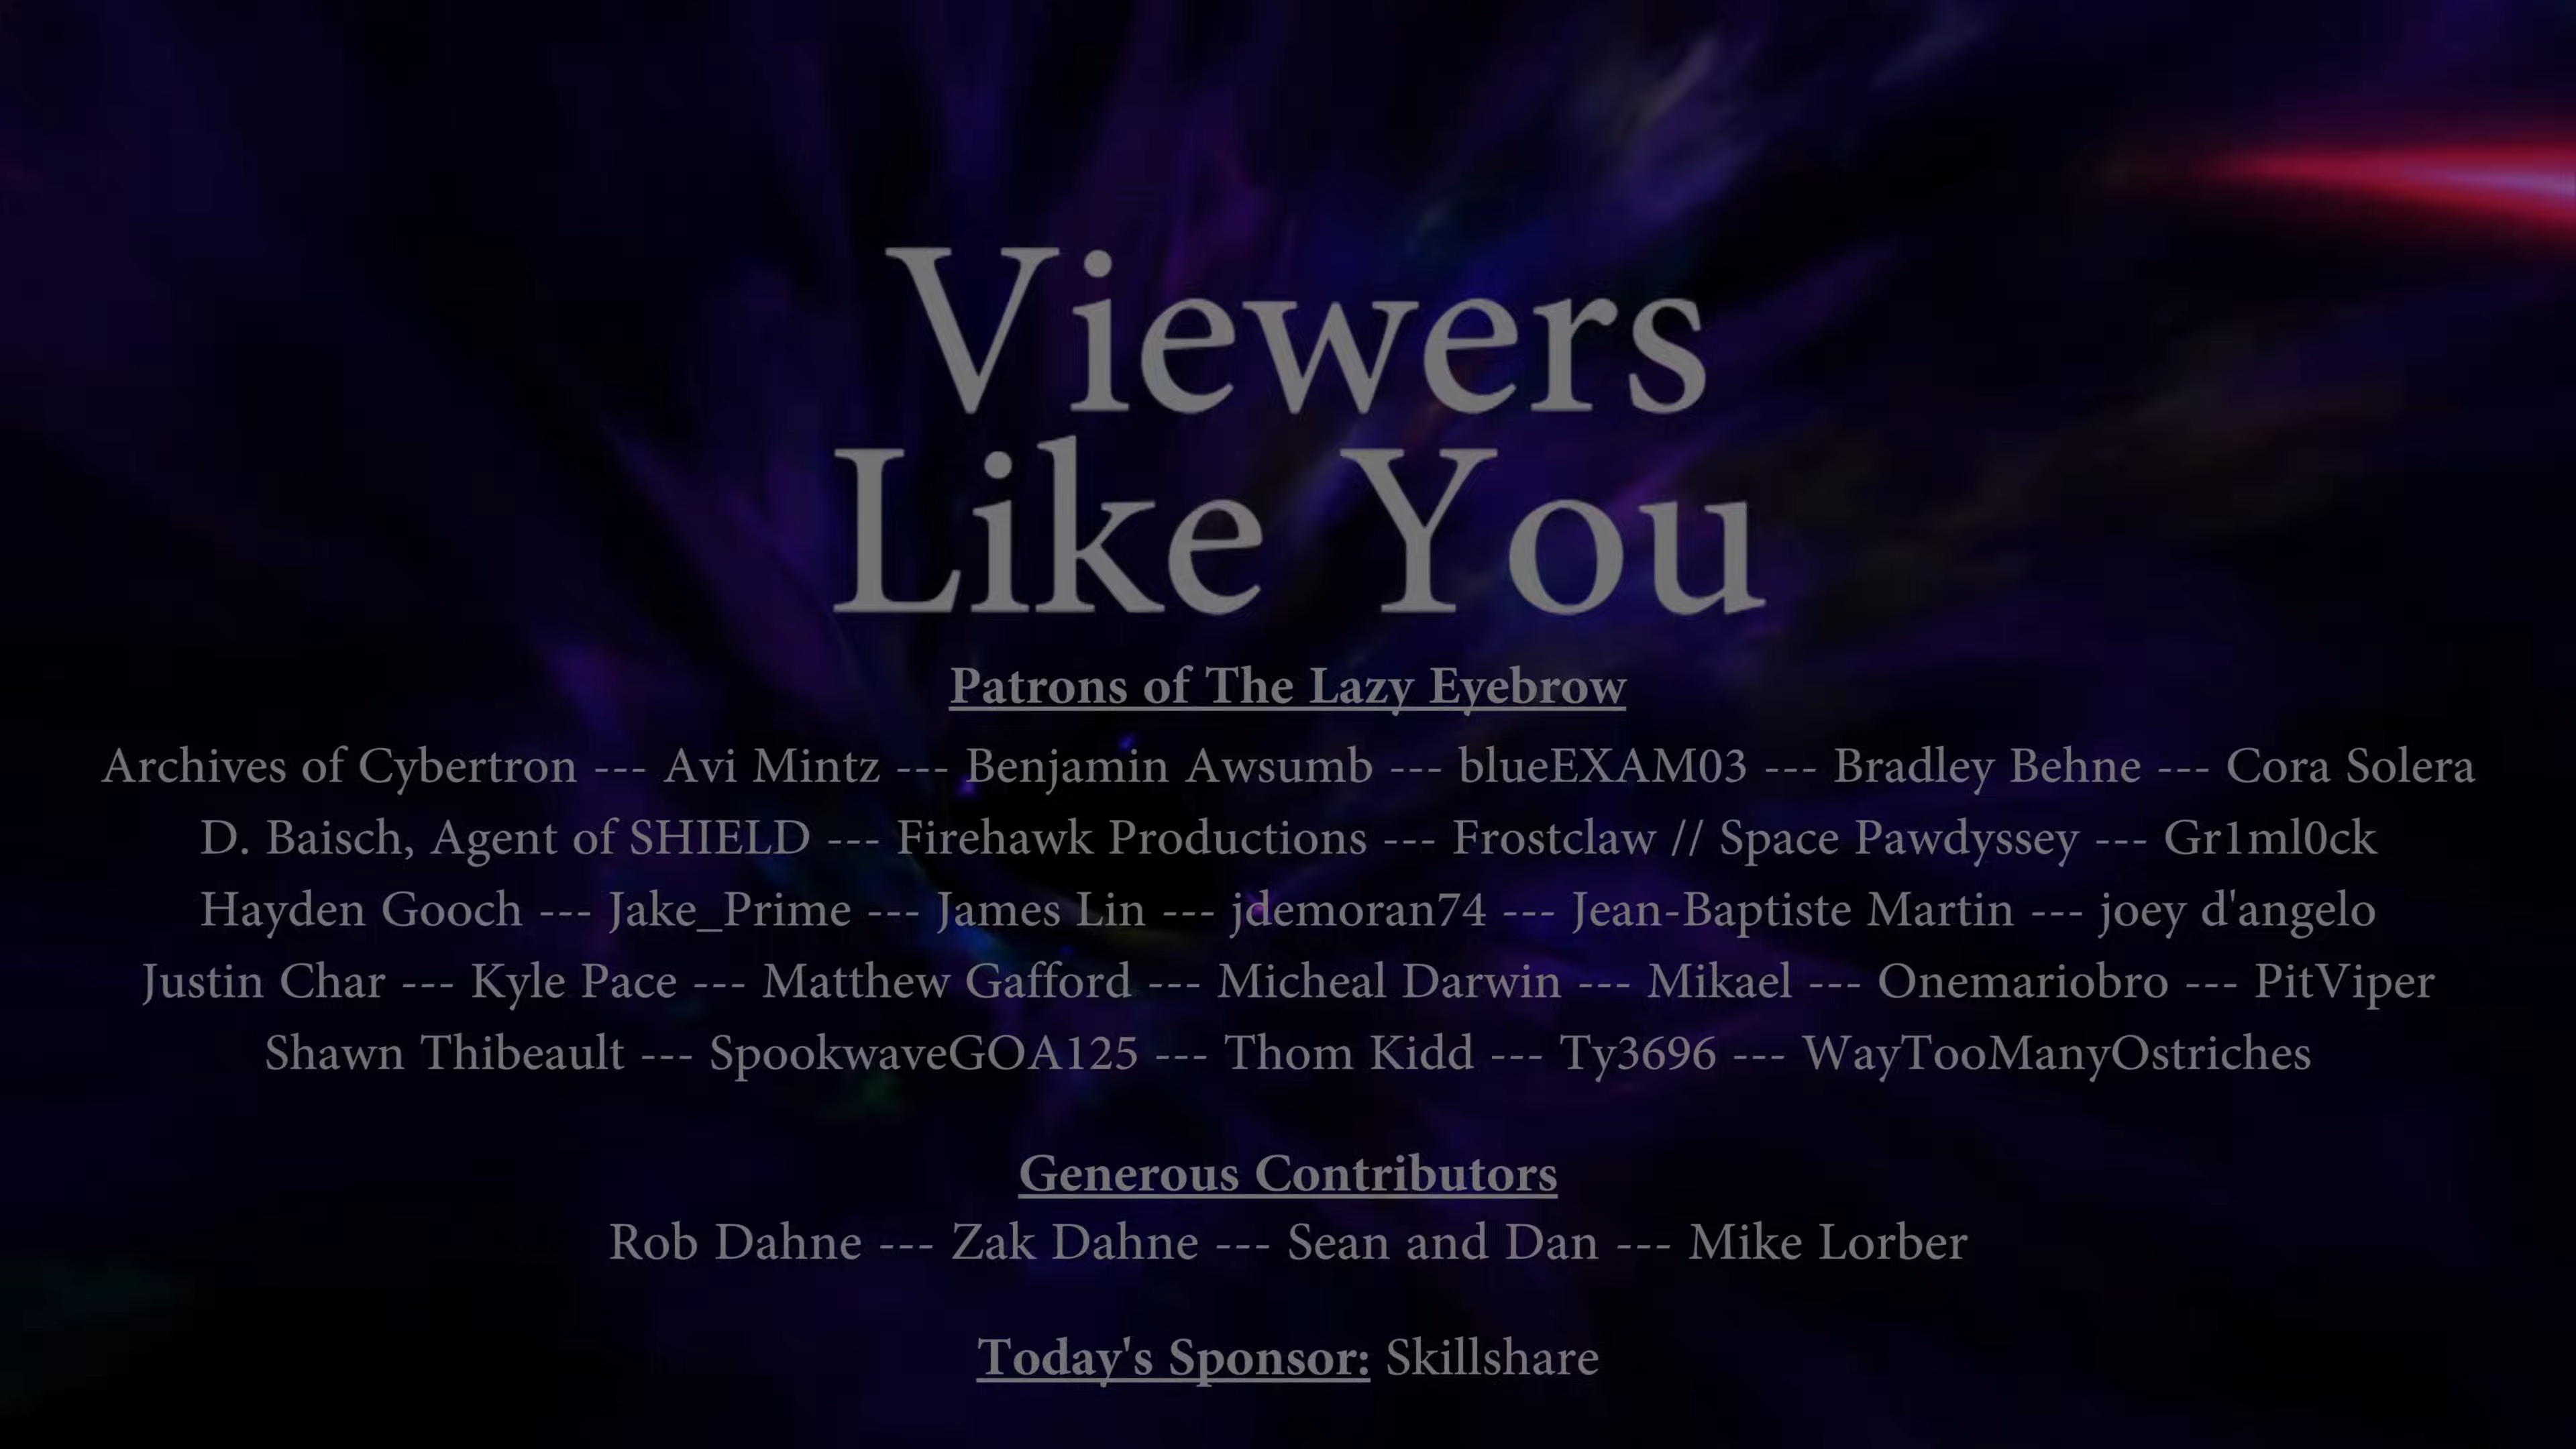 Viewers
Like You
Patrons of The Lazy Eyebrow
Archives of Cybertron --- Avi Mintz --- Benjamin Awsumb --- blueEXAM03 --- Bradley Behne --- Cora Solera
D. Baisch, Agent of SHIELD --- Firehawk Productions --- Frostclaw // Space Pawdyssey --- Gr1ml0ck
Hayden Gooch --- Jake_Prime --- James Lin --- jdemoran74 --- Jean-Baptiste Martin --- joey d'angelo
Justin Char --- Kyle Pace --- Matthew Gafford --- Micheal Darwin --- Mikael --- Onemariobro --- PitViper
Shawn Thibeault --- SpookwaveGOA125 --- Thom Kidd --- Ty3696 --- WayTooManyOstriches
Generous Contributors
Rob Dahne --- Zak Dahne --- Sean and Dan --- Mike Lorber
Today's Sponsor: Skillshare